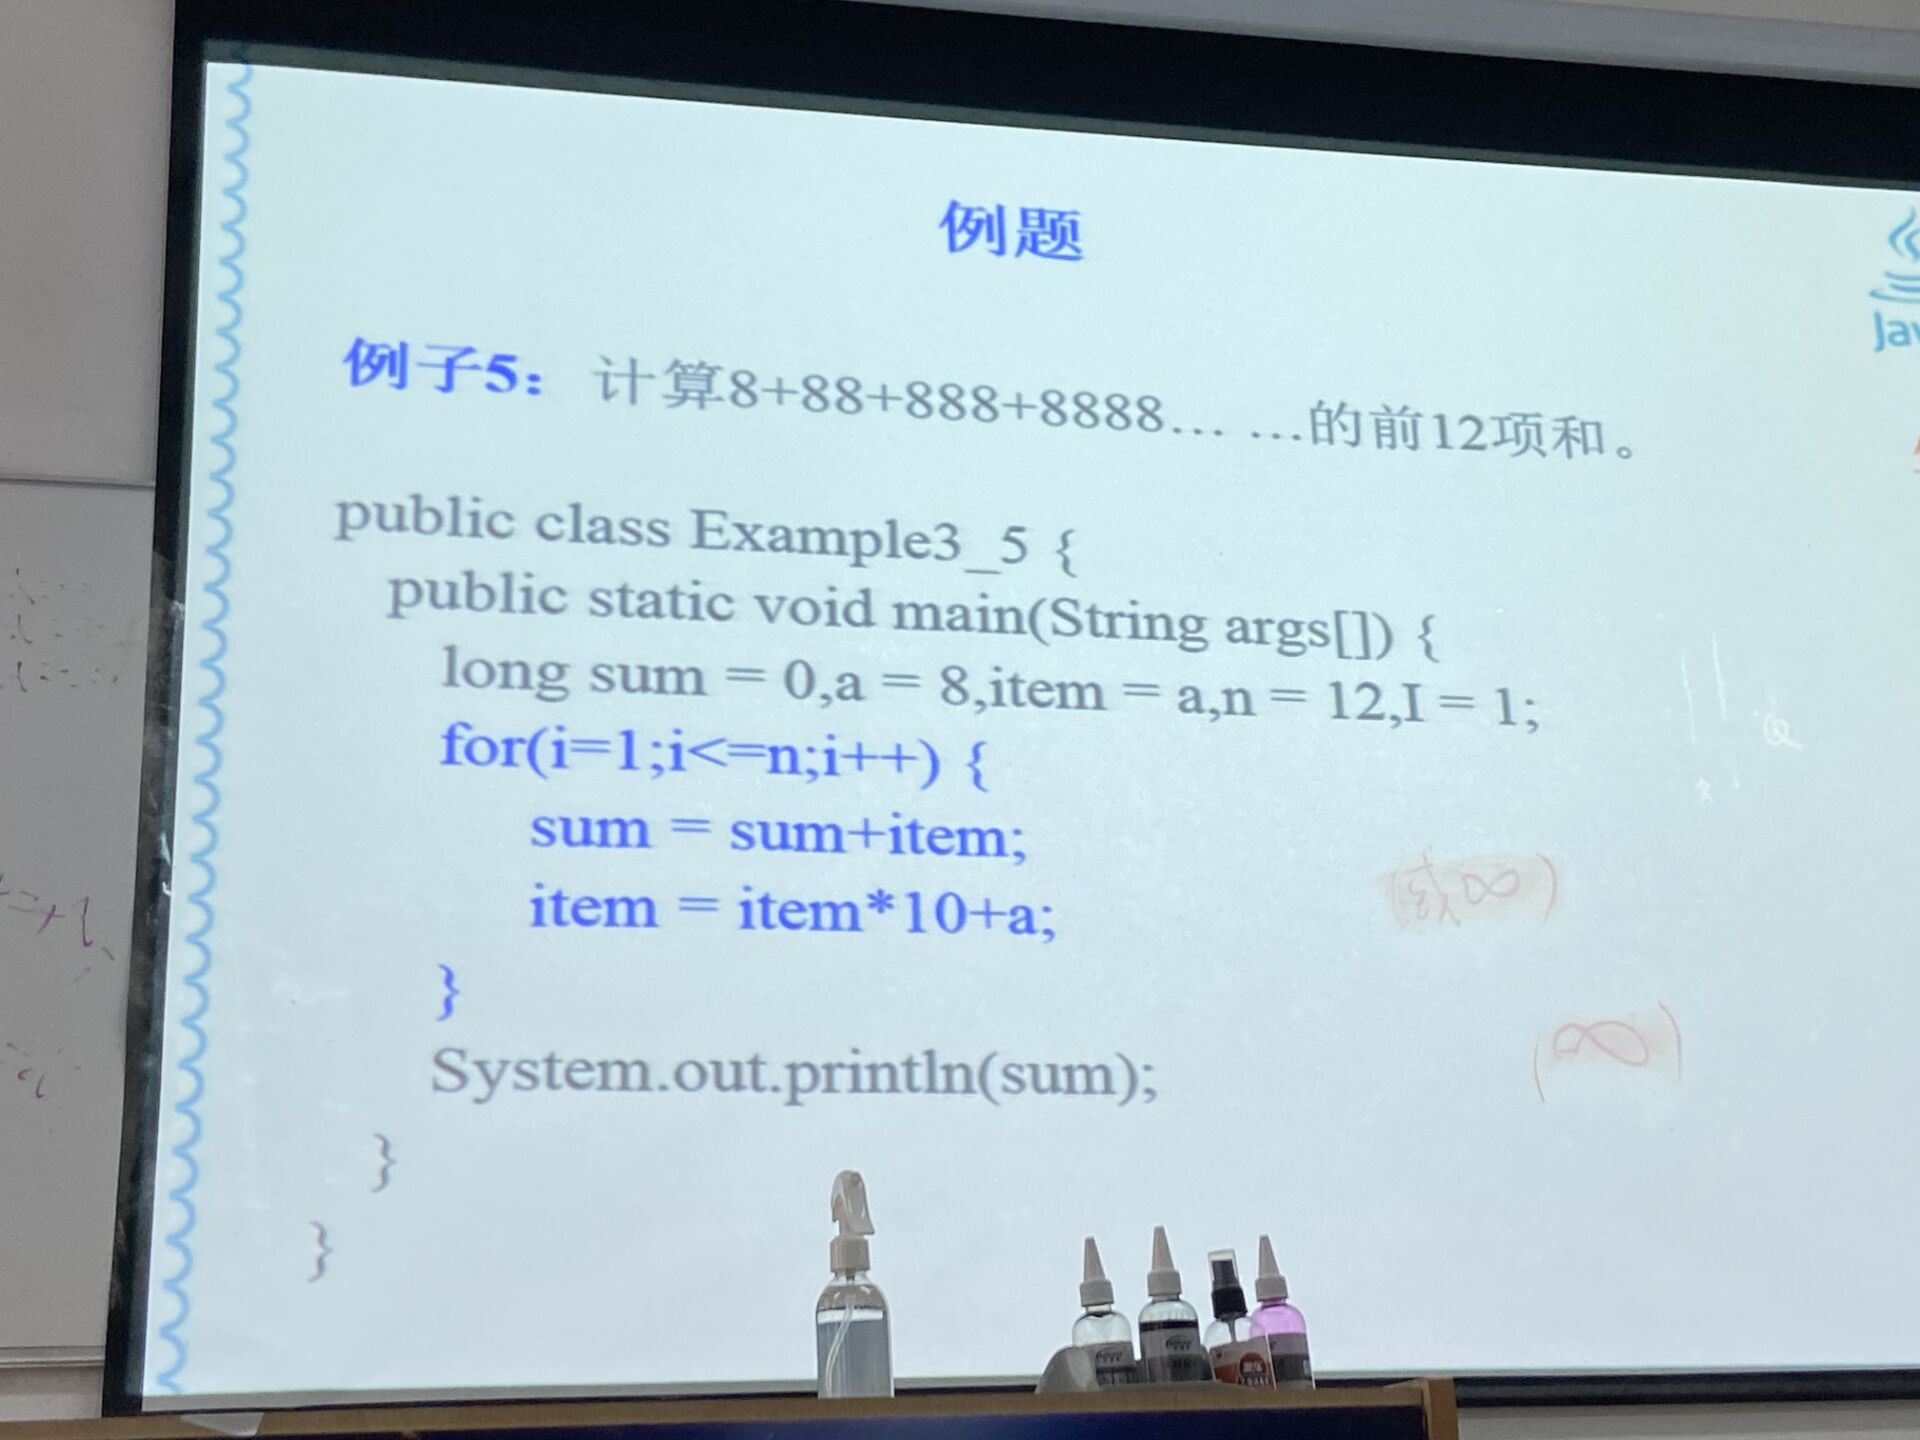 例题
Jav
例子5： 计算8+88+888+8888... ...的前12项和。
public class Example3_5 {
public static void main(String args[]) {
long sum = 0,a = 8,item = a,n = 12,I = 1;
for(i=1;i<=n;i++) {
sum = sum+item;
item = item*10+a;
}
System.out.println(sum);
}
}